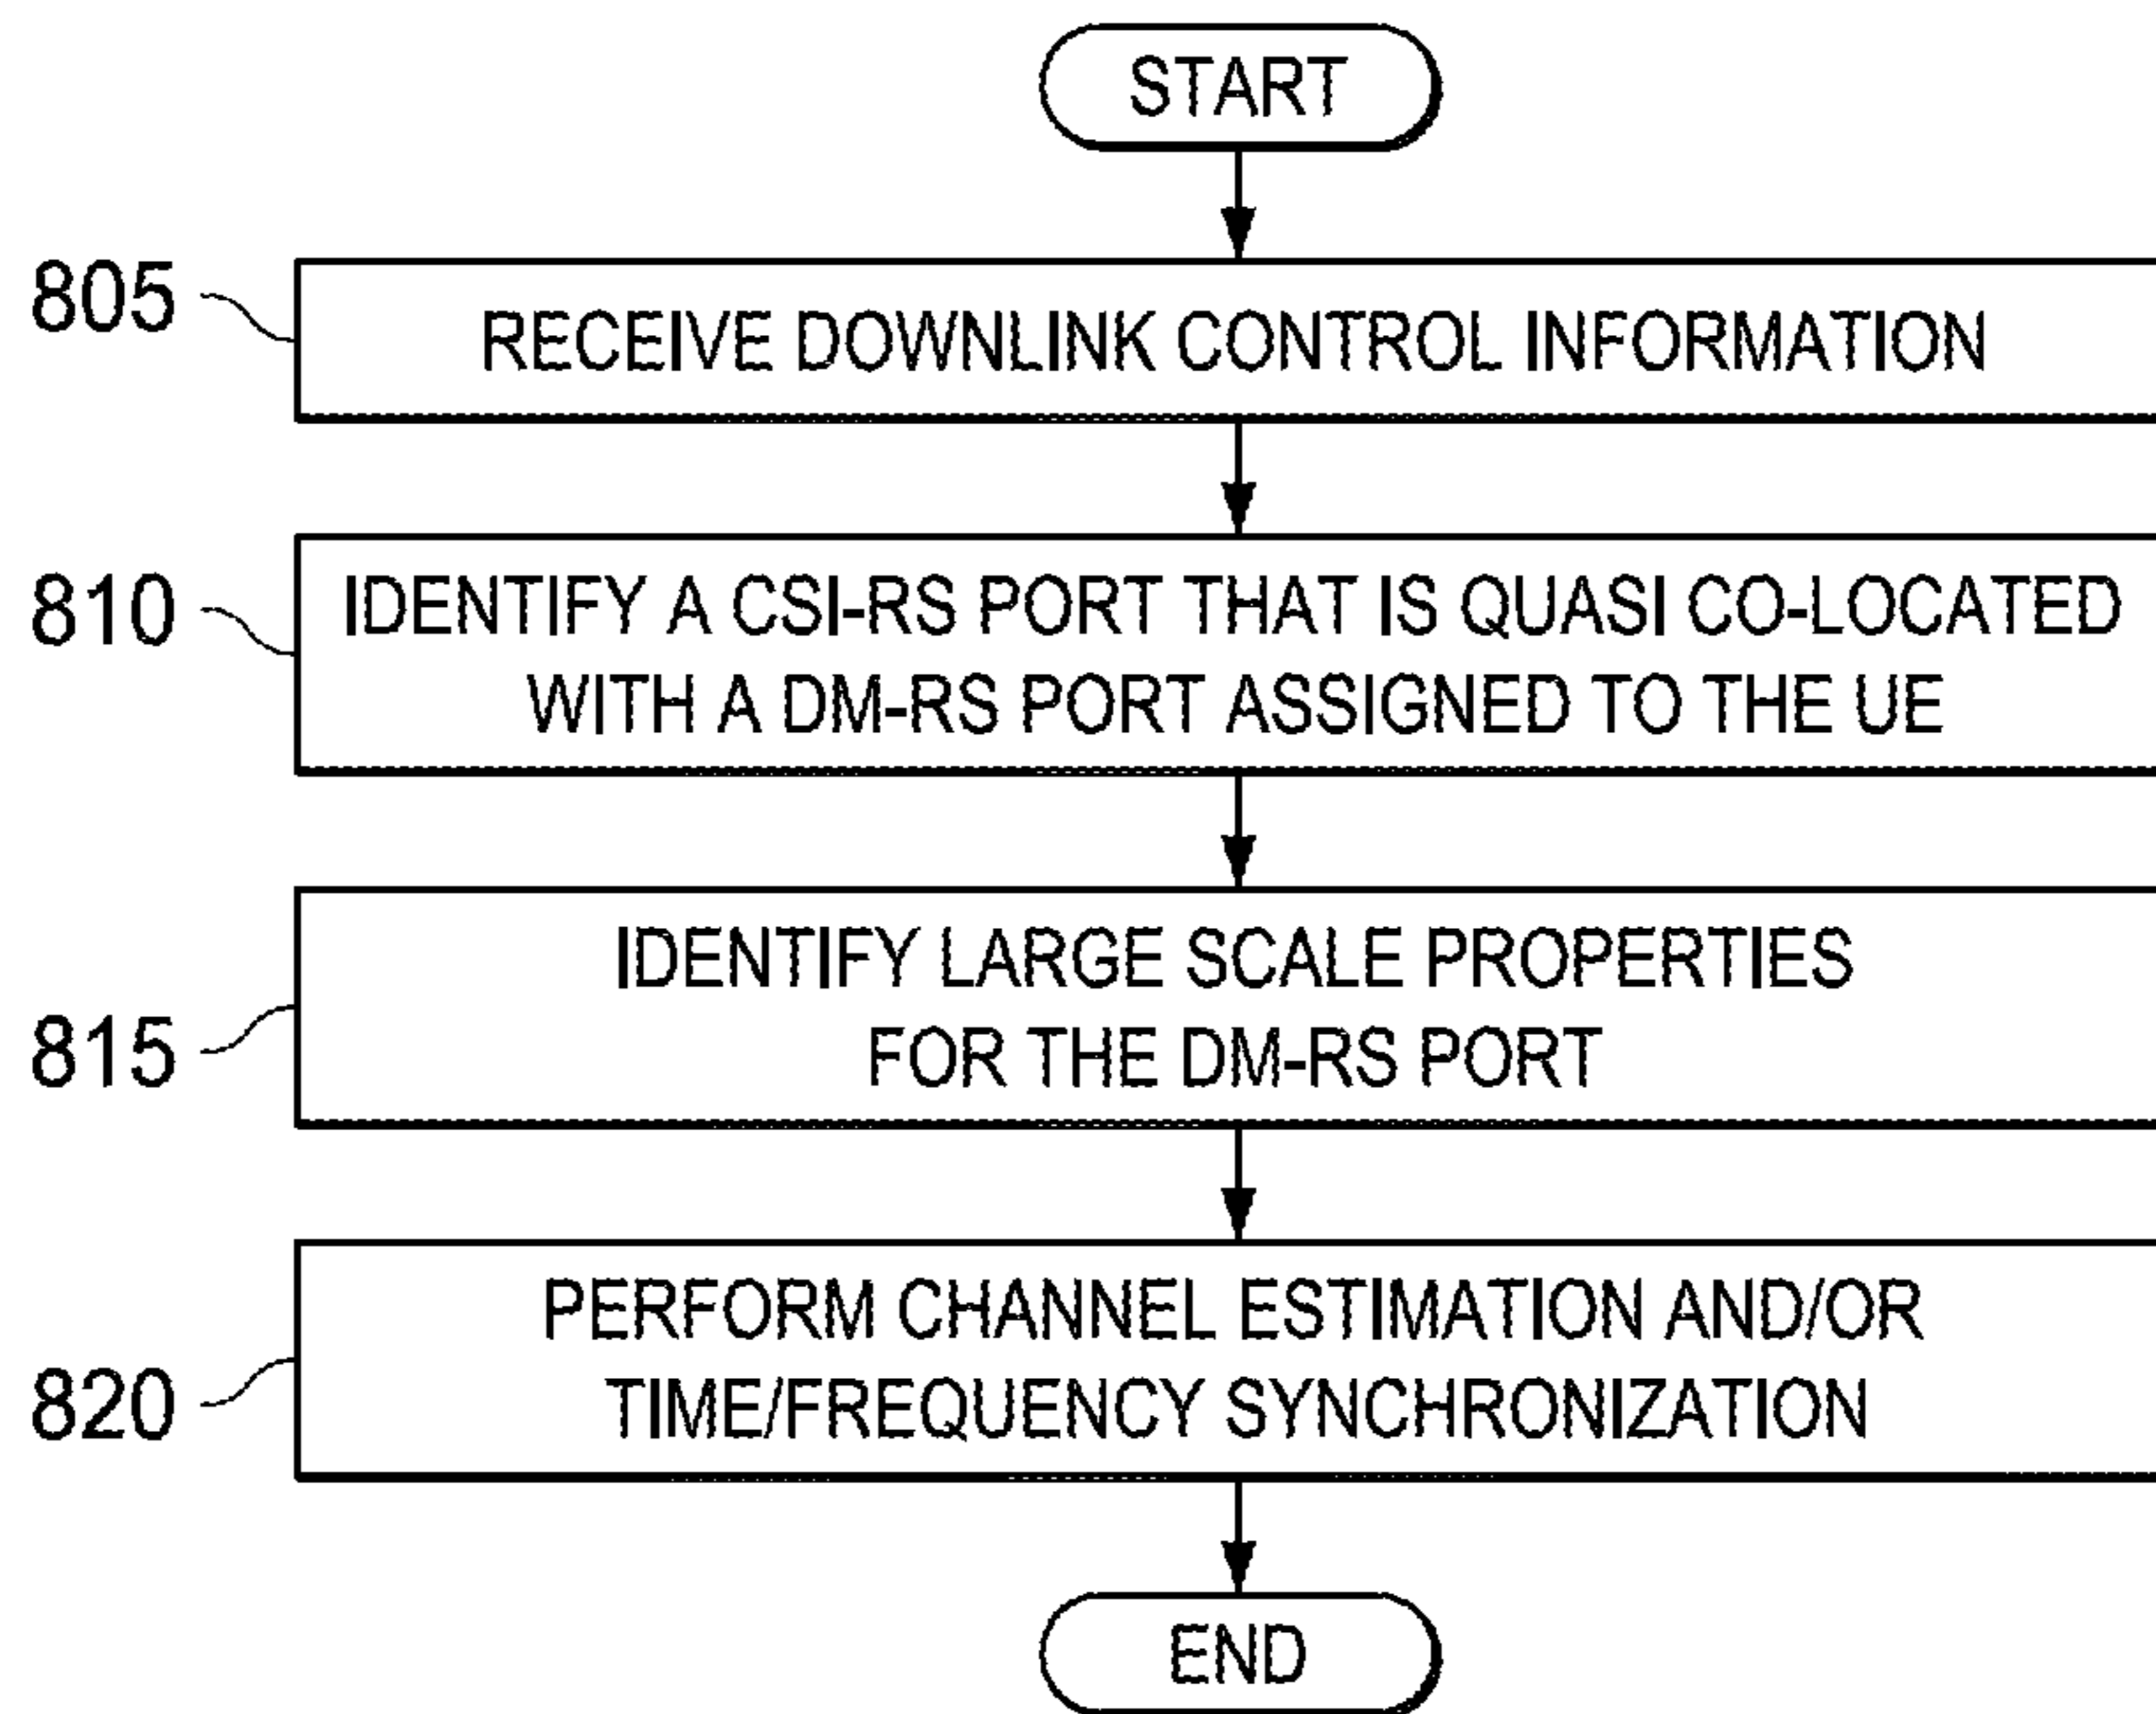 START
805
RECEIVE DOWNLINK CONTROL INFORMATION
810
IDENTIFY A CSI-RS PORT THAT IS QUASI CO-LOCATED
WITH A DM-RS PORT ASSIGNED TO THE UE
IDENTIFY LARGE SCALE PROPERTIES
FOR THE DM-RS PORT
815
PERFORM CHANNEL ESTIMATION AND/OR
TIME/FREQUENCY SYNCHRONIZATION
820
END